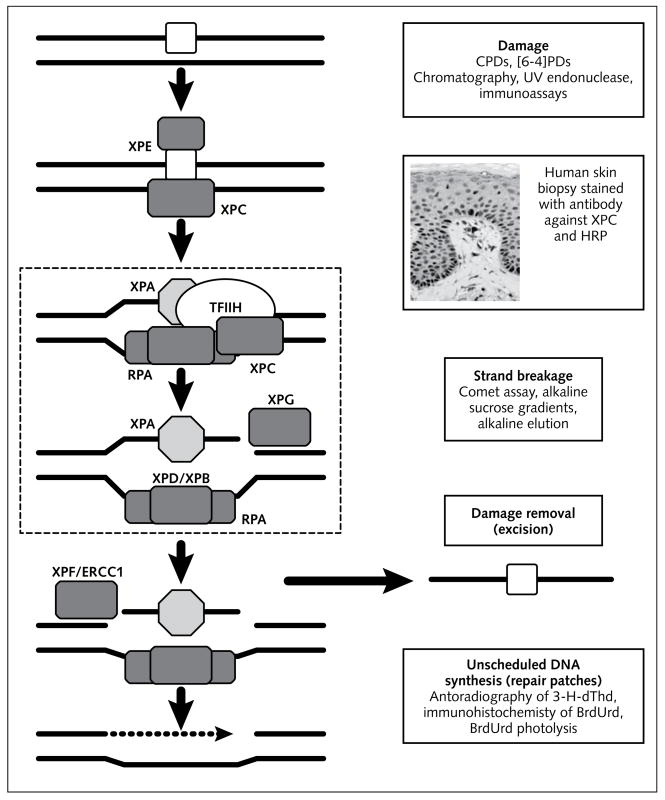 Damage
CPDs, [6-4]PDs
Chromatography, UV endonuclease,
immunoassays
XPE
XPC
Human skin
biopsy stained
with antibody
against XPC
and HRP
XPA
TFIIH
RPA
XPC
Strand breakage
Comet assay, alkaline
sucrose gradients,
alkaline elution
XPA
XPG
XPD/XPB
RPA
Damage removal
(excision)
XPF/ERCC1
Unscheduled DNA
synthesis (repair patches)
Antoradiography of 3-H-dThd,
immunohistochemisty of BrdUrd,
BrdUrd photolysis